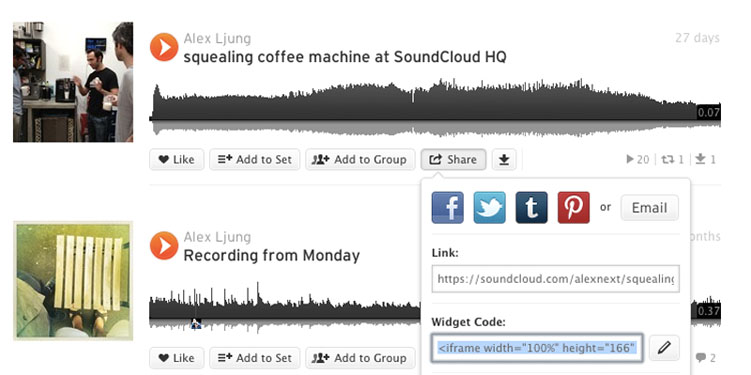 Alex Ljung
27 days
squealing coffee machine at SoundCloud HQ
0.07
Like
Add to Set
Add to Group
Share
20
1
1
f
t
or
Email
Link:
https://soundcloud.com/alexnext/squealing
Alex Ljung
onths
Recording from Monday
0.37
Widget Code:
<iframe width="100%" height="166"
Like
Add to Set
Add to Group
2